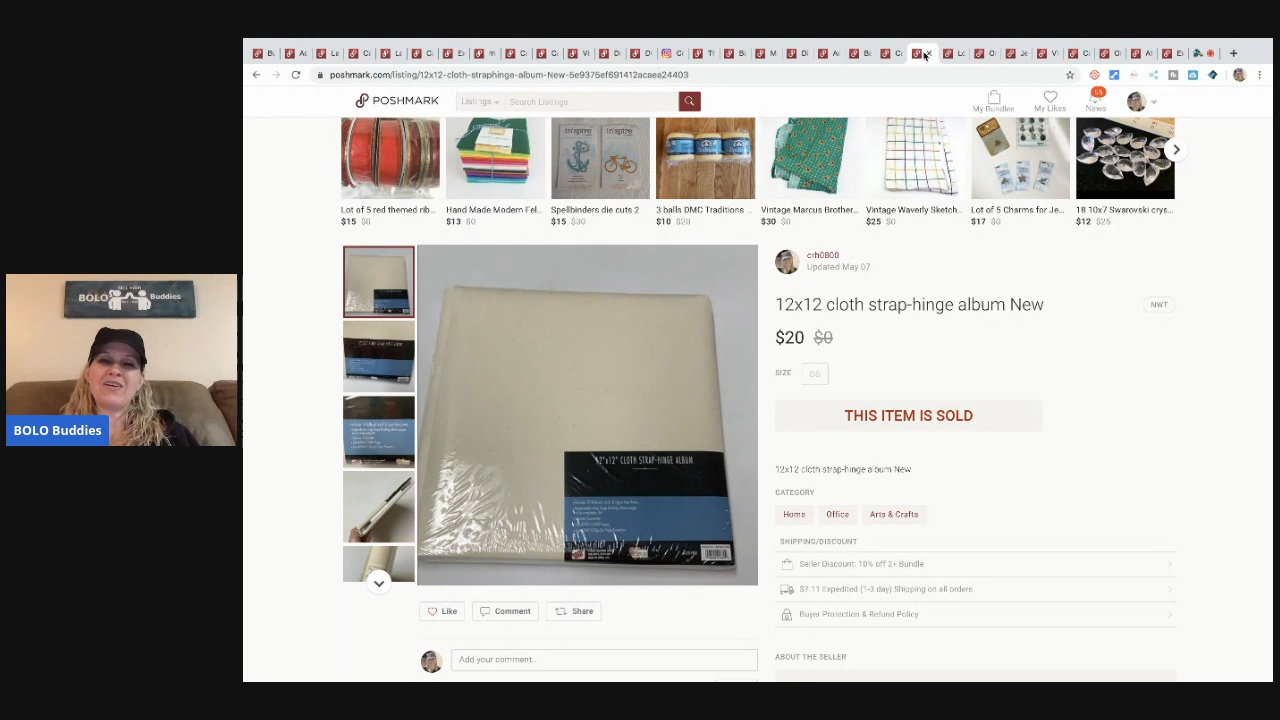 poshmark.com/listing/12x12-cloth-straphinge-album-New-5e9375ef691412acaea24403
POSHMARK
Listings
Search Listings
My Bundles
My Likes
55
News
Lot of 5 red themed rib...
$15 $0
Hand Made Modern Fel...
$13 $0
Spellbinders die cuts 2
$15 $30
3 balls DMC Traditions ...
$10 $20
Vintage Marcus Brother...
$30 $0
Vintage Waverly Sketch...
$25 $0
Lot of 5 Charms for Je...
$17 $0
18 10x7 Swarovski crys...
$12 $25
crh0800
Updated May 07
12x12 cloth strap-hinge album New
NWT
$20 $0
SIZE
OS
THIS ITEM IS SOLD
12x12 cloth strap-hinge album New
CATEGORY
Home
Office
Arts & Crafts
SHIPPING/DISCOUNT
Seller Discount: 10% off 2+ Bundle
$7.11 Expedited (1-3 day) Shipping on all orders
Buyer Protection & Refund Policy
ABOUT THE SELLER
12"x12" CLOTH STRAP-HINGE ALBUM
Like
Comment
Share
Add your comment..
BOLO Buddies
BOLO Buddies